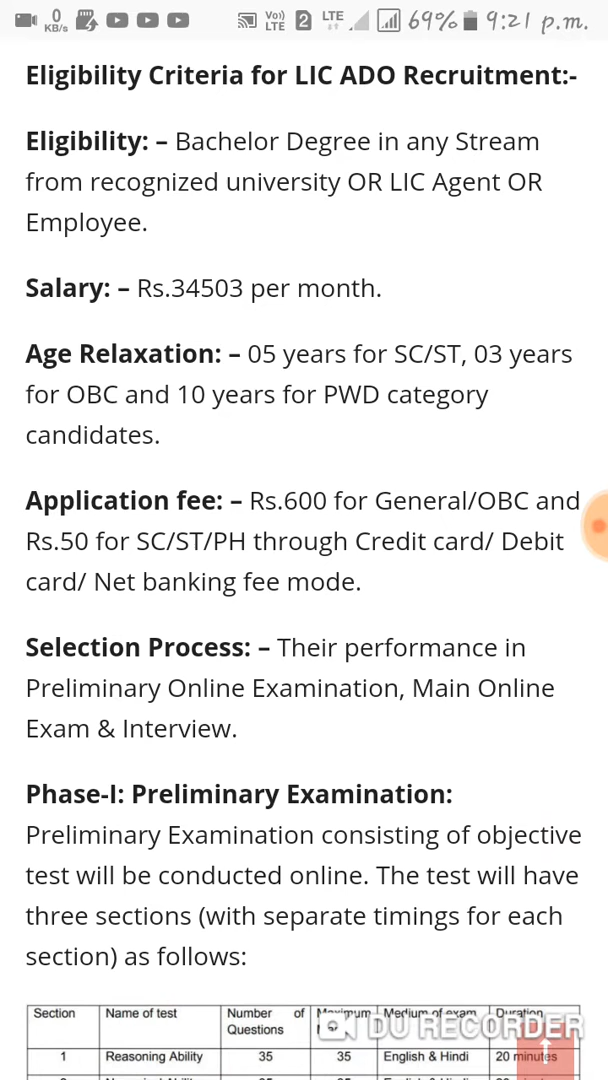 0
KB/s
Vo))
LTE
2
LTE
69%
9:21 p.m.
Eligibility Criteria for LIC ADO Recruitment:-
Eligibility: – Bachelor Degree in any Stream
from recognized university OR LIC Agent OR
Employee.
Salary: – Rs.34503 per month.
Age Relaxation: – 05 years for SC/ST, 03 years
for OBC and 10 years for PWD category
candidates.
Application fee: – Rs.600 for General/OBC and
Rs.50 for SC/ST/PH through Credit card/ Debit
card/ Net banking fee mode.
Selection Process: – Their performance in
Preliminary Online Examination, Main Online
Exam & Interview.
Phase-I: Preliminary Examination:
Preliminary Examination consisting of objective
test will be conducted online. The test will have
three sections (with separate timings for each
section) as follows:
Section Name of test Number of Maximum Medium of exam Duration
Questions
DU RECORDER
1 Reasoning Ability 35 35 English & Hindi 20 minutes